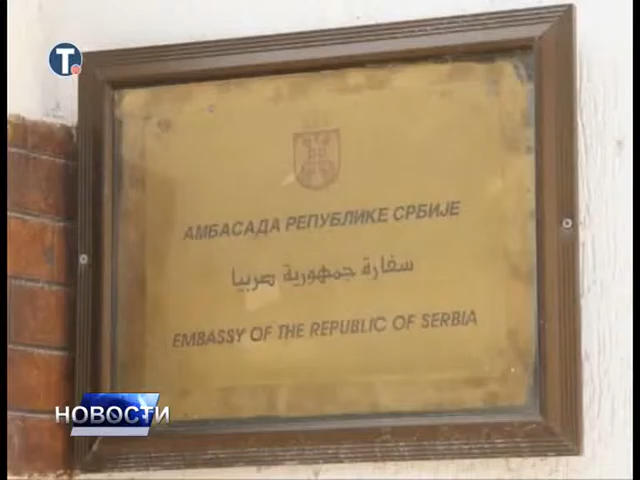 Т.
АМБАСАДА РЕПУБЛИКЕ СРБИЈЕ
سفارة جمهورية صربيا
EMBASSY OF THE REPUBLIC OF SERBIA
НОВОСТИ